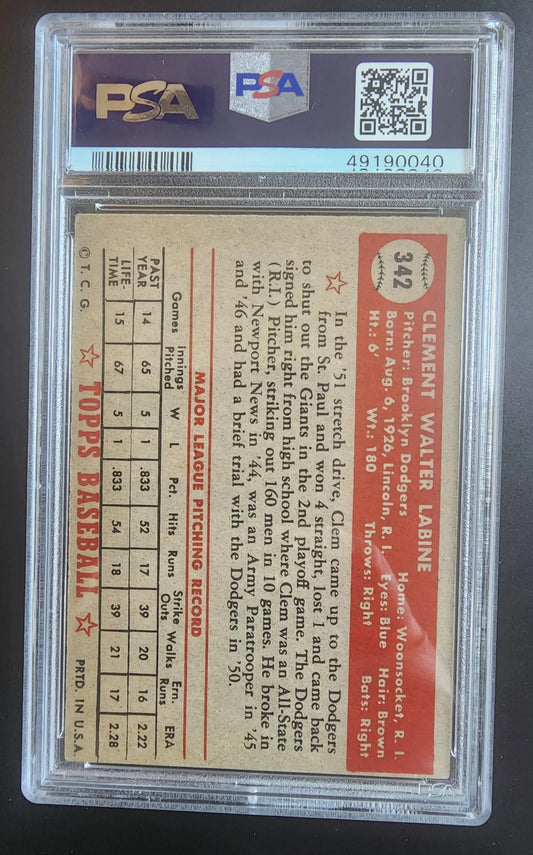 PSA
PSA
49190040
342
CLEMENT WALTER LABINE
Pitcher: Brooklyn Dodgers Home: Woonsocket, R. I.
Born: Aug. 6, 1926, Lincoln, R. I. Eyes: Blue Hair: Brown
Ht.: 6' Wt.: 180 Throws: Right Bats: Right
In the '51 stretch drive, Clem came up to the Dodgers
from St. Paul and won 4 straight, lost 1 and came back
to shut out the Giants in the 2nd playoff game. The Dodgers
signed him right from high school where Clem was an All-State
(R.I.) Pitcher, striking out 160 men in 10 games. He broke in
with Newport News in '44, was an Army Paratrooper in '45
and '46 and had a brief trial with the Dodgers in '50.
MAJOR LEAGUE PITCHING RECORD
Games Innings Pitched W L Pct. Hits Runs Strike Outs Walks Ern. Runs ERA
PAST YEAR 14 65 5 1 .833 52 17 39 20 16 2.22
LIFE-TIME 15 67 5 1 .833 54 18 39 21 17 2.28
© T. C. G. TOPPS BASEBALL PRTD. IN U.S.A.